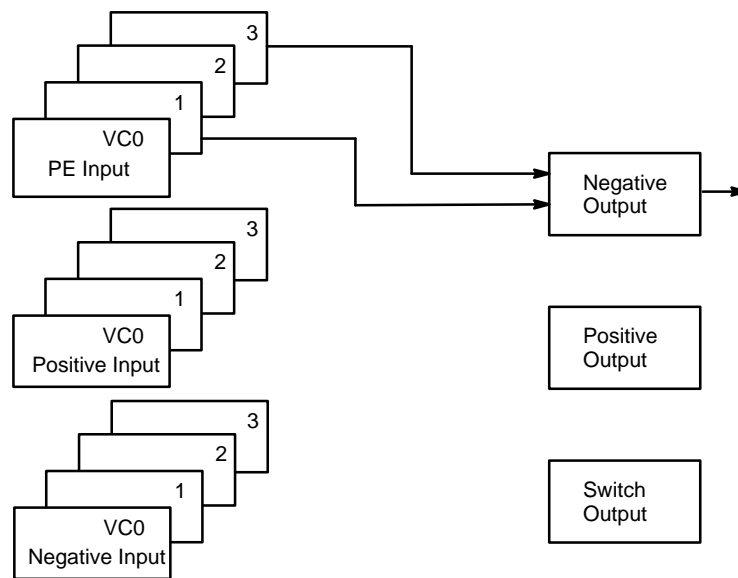 3
2
1
VC0
PE Input
Negative
Output
3
2
1
VC0
Positive Input
Positive
Output
3
2
1
VC0
Negative Input
Switch
Output